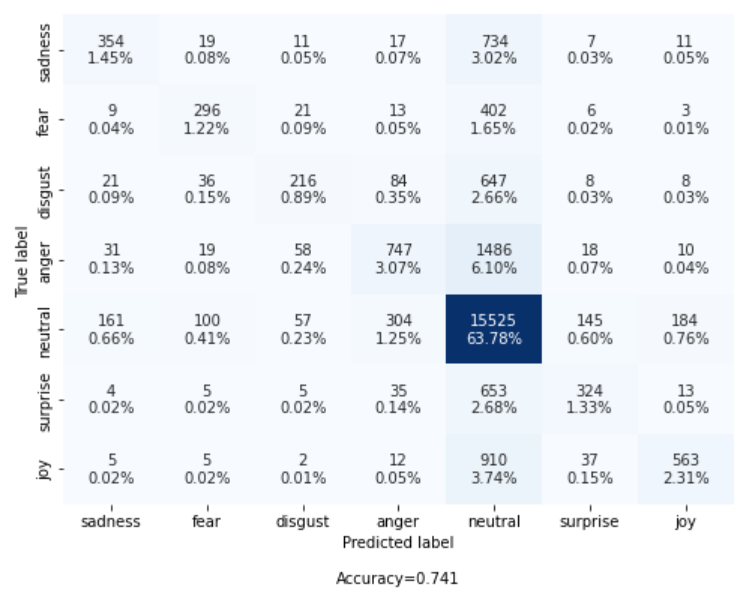 sadness 354 19 11 17 734 7 11
1.45% 0.08% 0.05% 0.07% 3.02% 0.03% 0.05%
fear 9 296 21 13 402 6 3
0.04% 1.22% 0.09% 0.05% 1.65% 0.02% 0.01%
disgust 21 36 216 84 647 8 8
0.09% 0.15% 0.89% 0.35% 2.66% 0.03% 0.03%
True label
anger 31 19 58 747 1486 18 10
0.13% 0.08% 0.24% 3.07% 6.10% 0.07% 0.04%
neutral 161 100 57 304 15525 145 184
0.66% 0.41% 0.23% 1.25% 63.78% 0.60% 0.76%
surprise 4 5 5 35 653 324 13
0.02% 0.02% 0.02% 0.14% 2.68% 1.33% 0.05%
joy 5 5 2 12 910 37 563
0.02% 0.02% 0.01% 0.05% 3.74% 0.15% 2.31%
sadness fear disgust anger neutral surprise joy
Predicted label
Accuracy=0.741